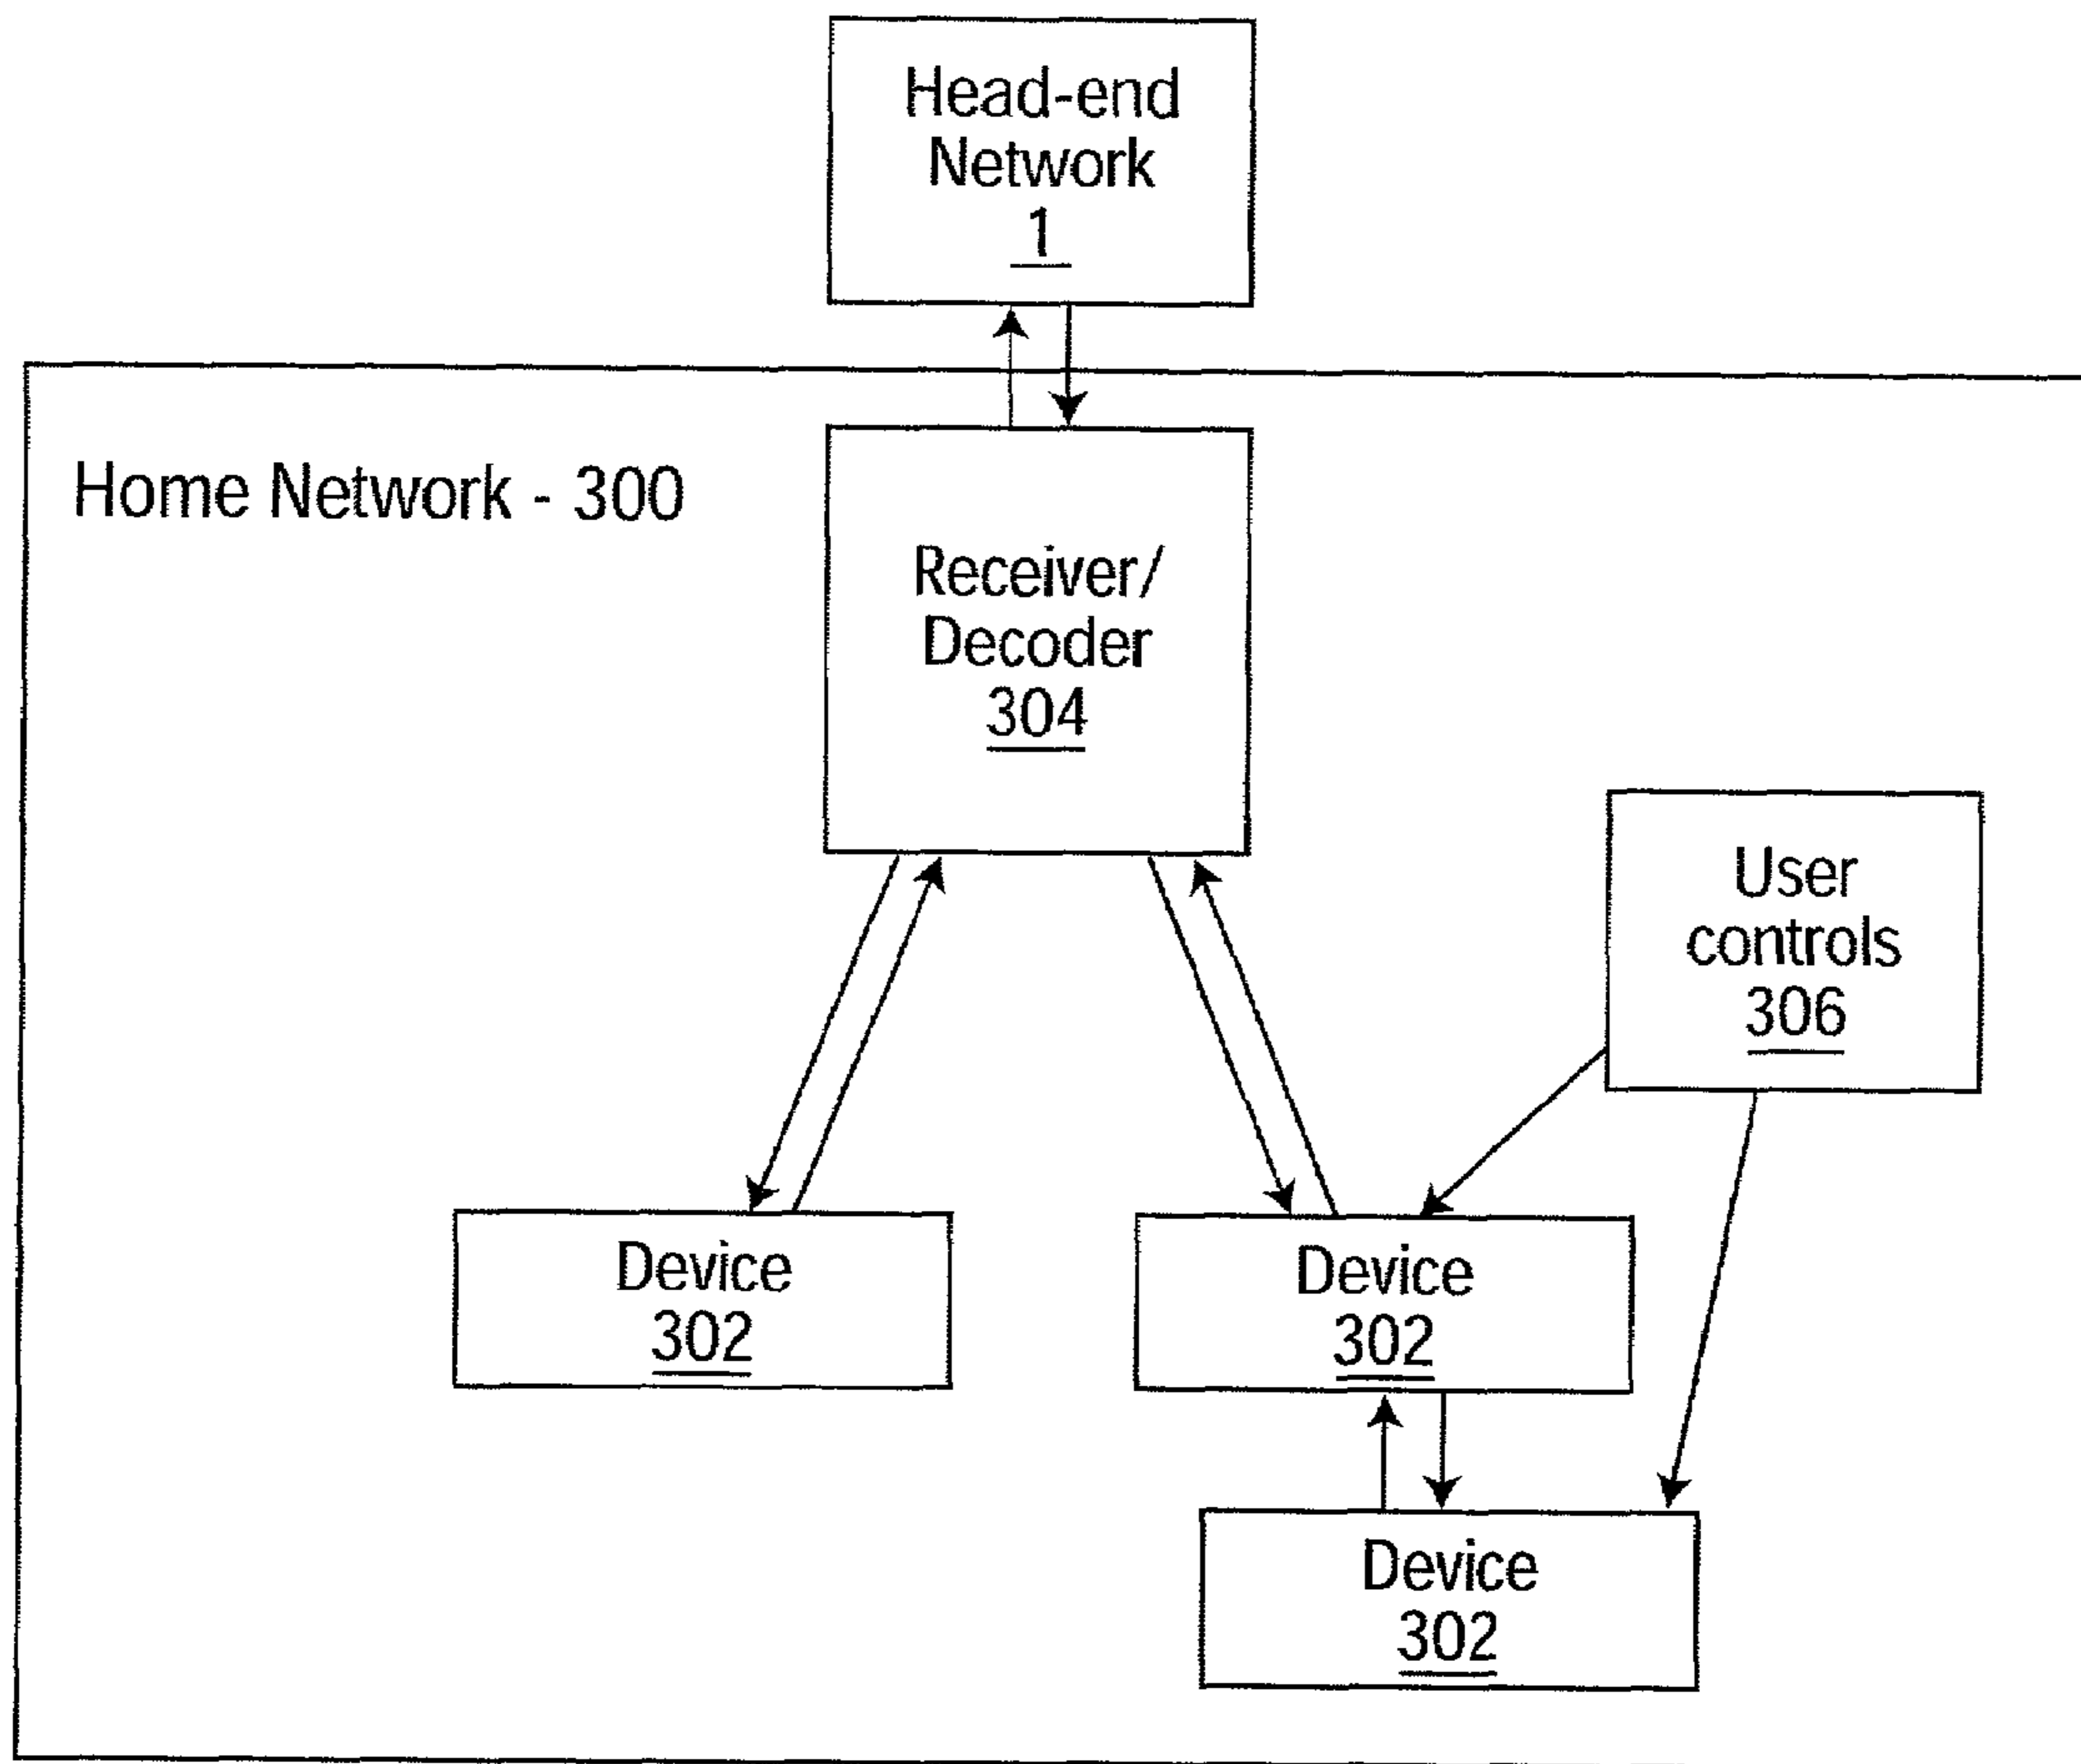 Head-end
Network
1
Home Network - 300
Receiver/
Decoder
304
User
controls
306
Device
302
Device
302
Device
302